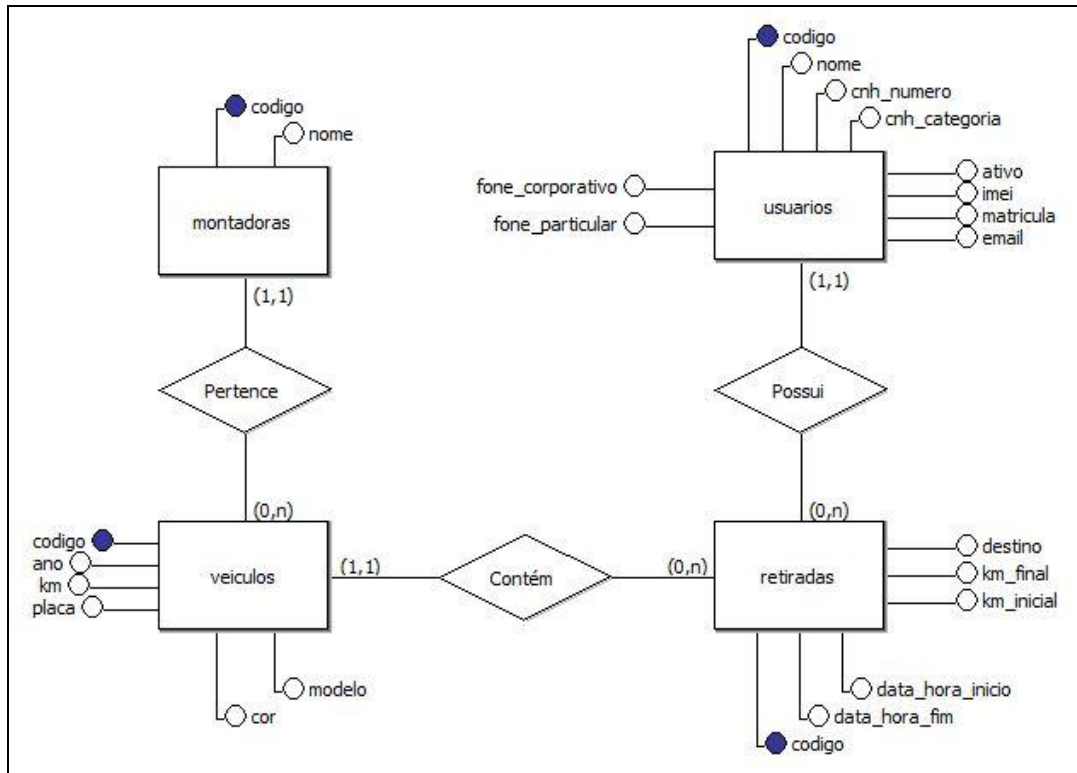 codigo
nome
cnh_numero
cnh_categoria
codigo
nome
montadoras
fone_corporativo
fone_particular
usuarios
ativo
imei
matricula
email
(1,1)
(1,1)
Pertence
Possui
(0,n)
(0,n)
codigo
ano
km
placa
veiculos
(1,1)
Contém
(0,n)
retiradas
destino
km_final
km_inicial
modelo
cor
data_hora_inicio
data_hora_fim
codigo